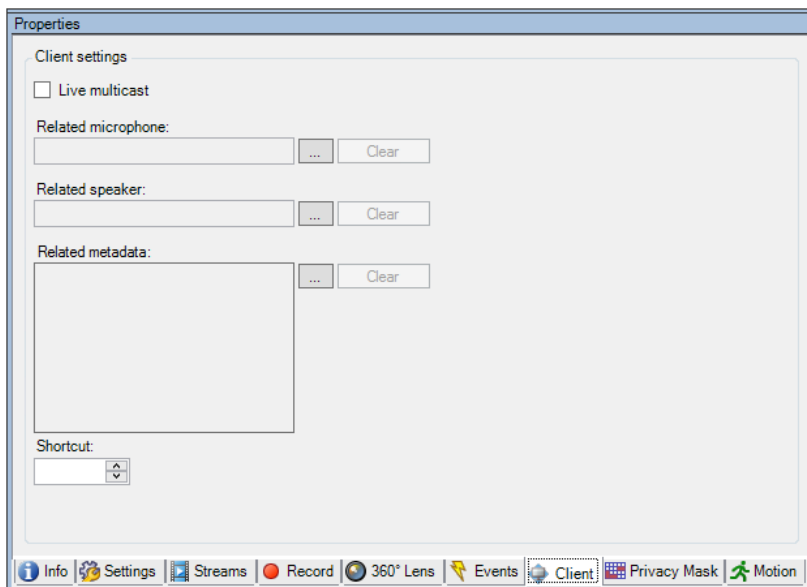 Properties
Client settings
Live multicast
Related microphone:
... Clear
Related speaker:
... Clear
Related metadata:
... Clear
Shortcut:
Info Settings Streams Record 360° Lens Events Client Privacy Mask Motion